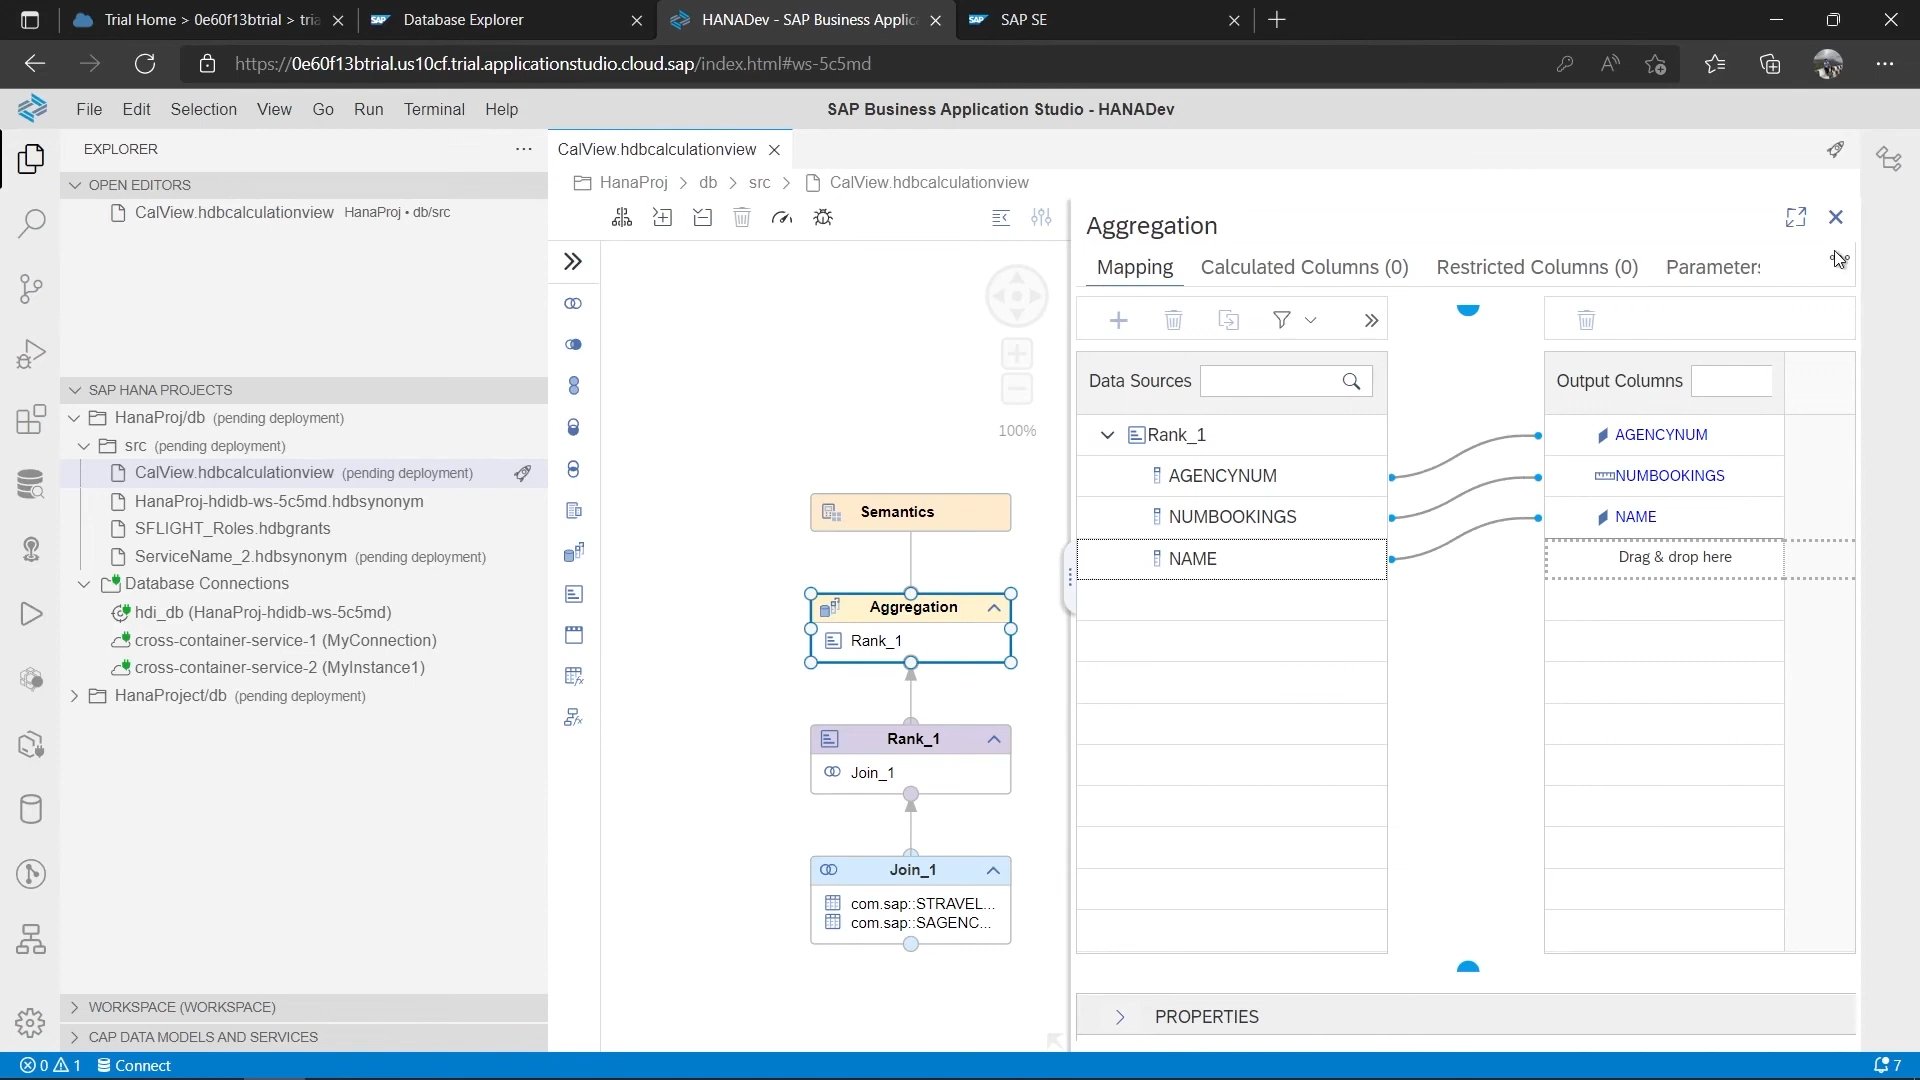 Trial Home > 0e60f13btrial > tria
Database Explorer
HANADev - SAP Business Applic
SAP SE
https://0e60f13btrial.us10cf.trial.applicationstudio.cloud.sap/index.html#ws-5c5md
File Edit Selection View Go Run Terminal Help
SAP Business Application Studio - HANADev
EXPLORER
OPEN EDITORS
CalView.hdbcalculationview HanaProj • db/src
SAP HANA PROJECTS
HanaProj/db (pending deployment)
src (pending deployment)
CalView.hdbcalculationview (pending deployment)
HanaProj-hdidb-ws-5c5md.hdbsynonym
SFLIGHT_Roles.hdbgrants
ServiceName_2.hdbsynonym (pending deployment)
Database Connections
hdi_db (HanaProj-hdidb-ws-5c5md)
cross-container-service-1 (MyConnection)
cross-container-service-2 (MyInstance1)
HanaProject/db (pending deployment)
WORKSPACE (WORKSPACE)
CAP DATA MODELS AND SERVICES
CalView.hdbcalculationview
HanaProj > db > src > CalView.hdbcalculationview
100%
Semantics
Aggregation
Rank_1
Rank_1
Join_1
Join_1
com.sap::STRAVEL...
com.sap::SAGENC...
Aggregation
Mapping Calculated Columns (0) Restricted Columns (0) Parameters
Data Sources
Rank_1
AGENCYNUM
NUMBOOKINGS
NAME
Output Columns
AGENCYNUM
NUMBOOKINGS
NAME
Drag & drop here
PROPERTIES
0 1 Connect
7